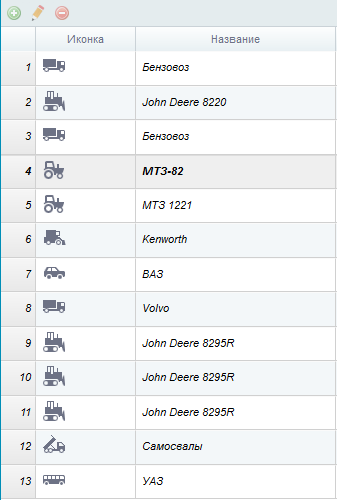 Иконка Название
1 Бензовоз
2 John Deere 8220
3 Бензовоз
4 МТЗ-82
5 МТЗ 1221
6 Kenworth
7 ВАЗ
8 Volvo
9 John Deere 8295R
10 John Deere 8295R
11 John Deere 8295R
12 Самосвалы
13 УАЗ